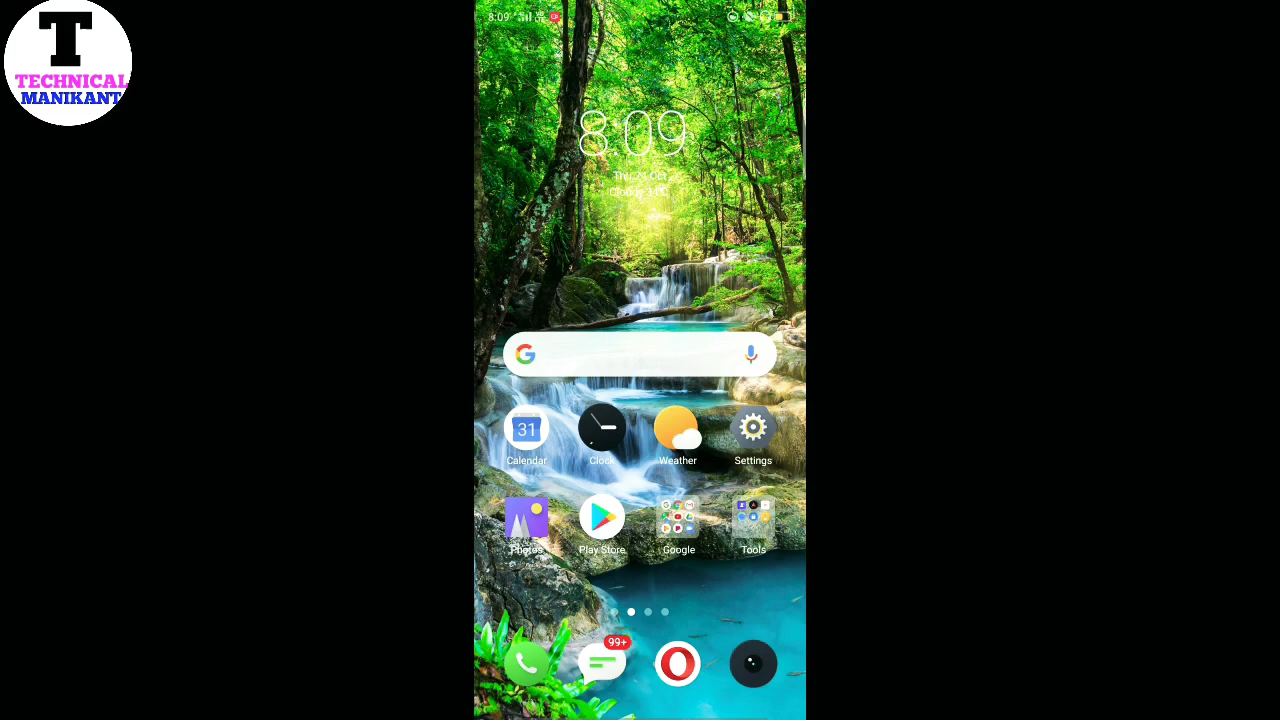 T
TECHNICAL
MANIKANT
8:09
8:09
31
Calendar
Clock
Weather
Settings
Photos
Play Store
Google
Tools
99+